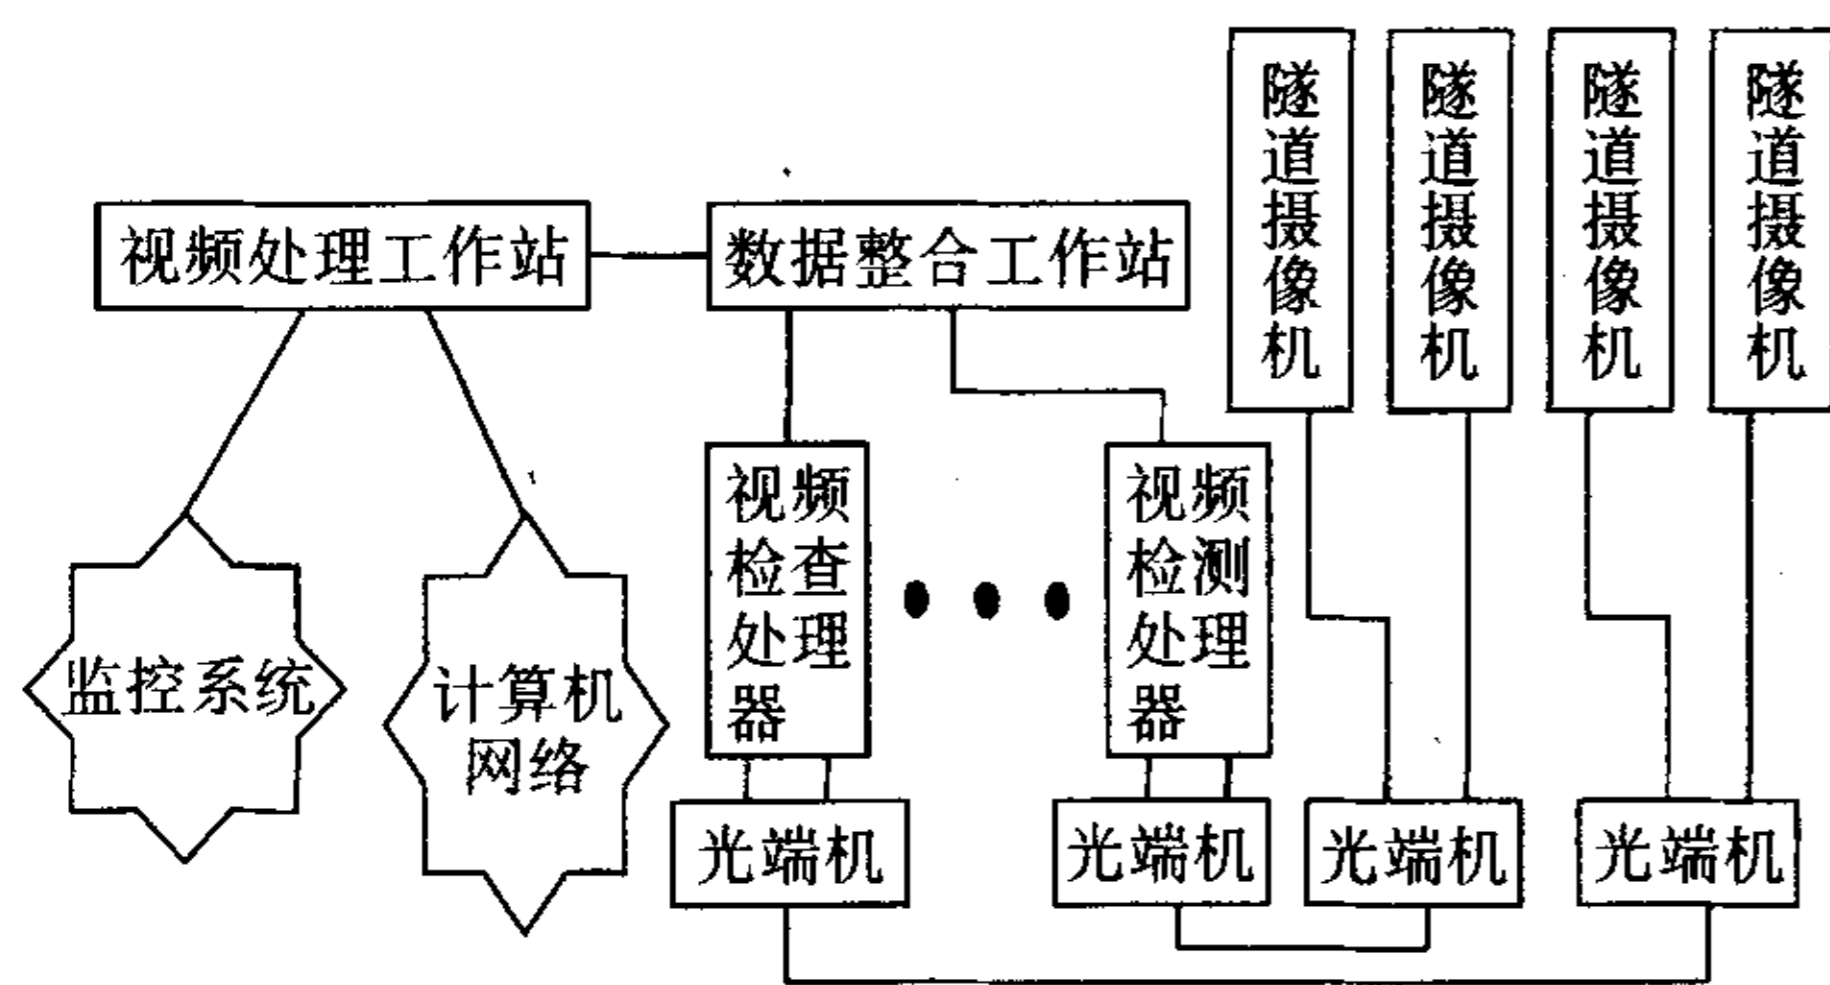 隧道摄像机
隧道摄像机
隧道摄像机
隧道摄像机
视频处理工作站
数据整合工作站
视频
检查
处理
器
视频
检测
处理
器
监控系统
计算机
网络
光端机
光端机
光端机
光端机